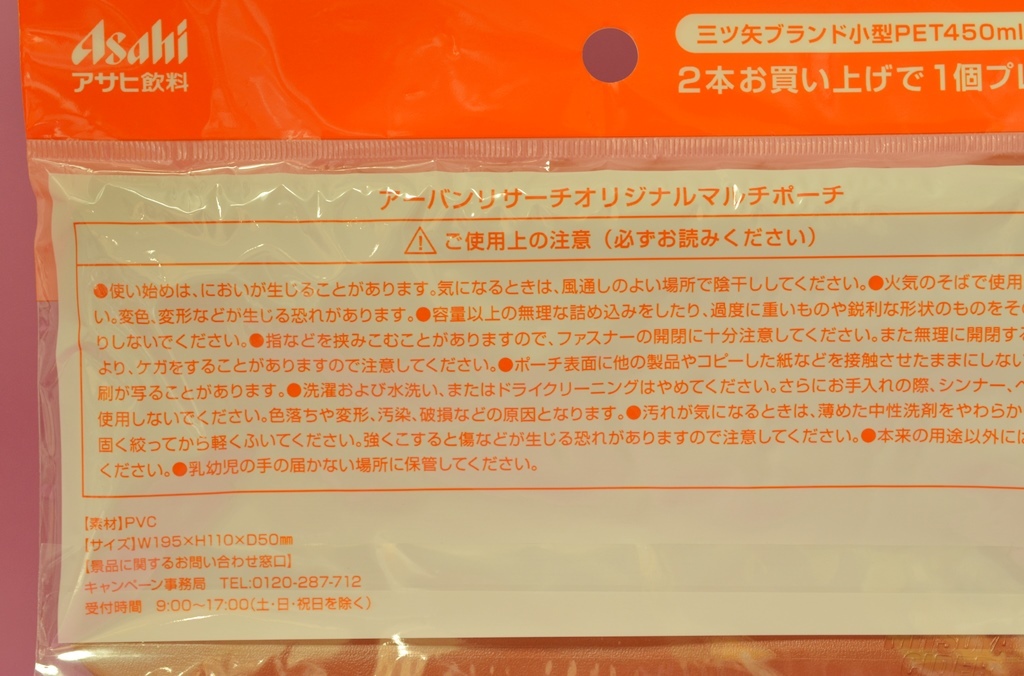 Asahi
アサヒ飲料
三ツ矢ブランド小型PET450ml
2本お買い上げで1個プレ
アーバンリサーチオリジナルマルチポーチ
ご使用上の注意(必ずお読みください)
●使い始めは、においが生じることがあります。気になるときは、風通しのよい場所で陰干ししてください。●火気のそばで使用
い。変色、変形などが生じる恐れがあります。●容量以上の無理な詰め込みをしたり、過度に重いものや鋭利な形状のものをそ
りしないでください。●指などを挟みこむことがありますので、ファスナーの開閉に十分注意してください。また無理に開閉する
より、ケガをすることがありますので注意してください。●ポーチ表面に他の製品やコピーした紙などを接触させたままにしない
刷が写ることがあります。●洗濯および水洗い、またはドライクリーニングはやめてください。さらにお手入れの際、シンナー、ベ
使用しないでください。色落ちや変形、汚染、破損などの原因となります。●汚れが気になるときは、薄めた中性洗剤をやわらか
固く絞ってから軽くふいてください。強くこすると傷などが生じる恐れがありますので注意してください。●本来の用途以外には
ください。●乳幼児の手の届かない場所に保管してください。
【素材】PVC
【サイズ】W195×H110×D50㎜
【景品に関するお問い合わせ窓口】
キャンペーン事務局 TEL:0120-287-712
受付時間 9:00〜17:00(土・日・祝日を除く)